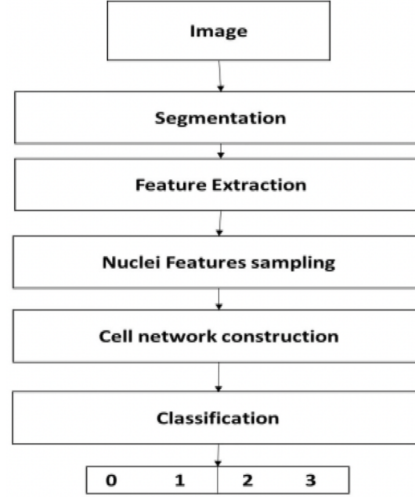 Image
Segmentation
Feature Extraction
Nuclei Features sampling
Cell network construction
Classification
0 1 2 3